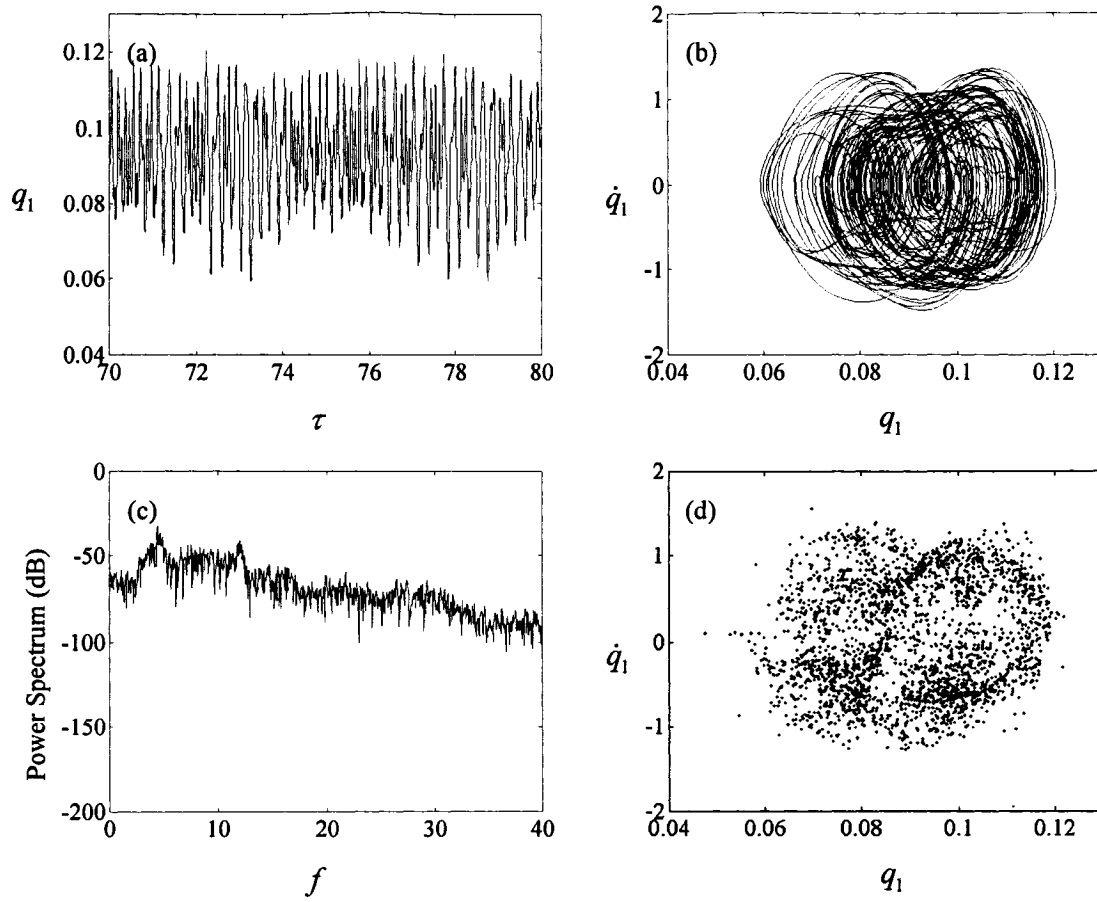 (a)
0.12
0.1
q₁
0.08
0.06
0.04
70 72 74 76 78 80
τ
(b)
2
1
q̇₁
0
-1
-2
0.04 0.06 0.08 0.1 0.12
q₁
(c)
0
-50
Power Spectrum (dB)
-100
-150
-200
0 10 20 30 40
f
(d)
2
1
q̇₁
0
-1
-2
0.04 0.06 0.08 0.1 0.12
q₁